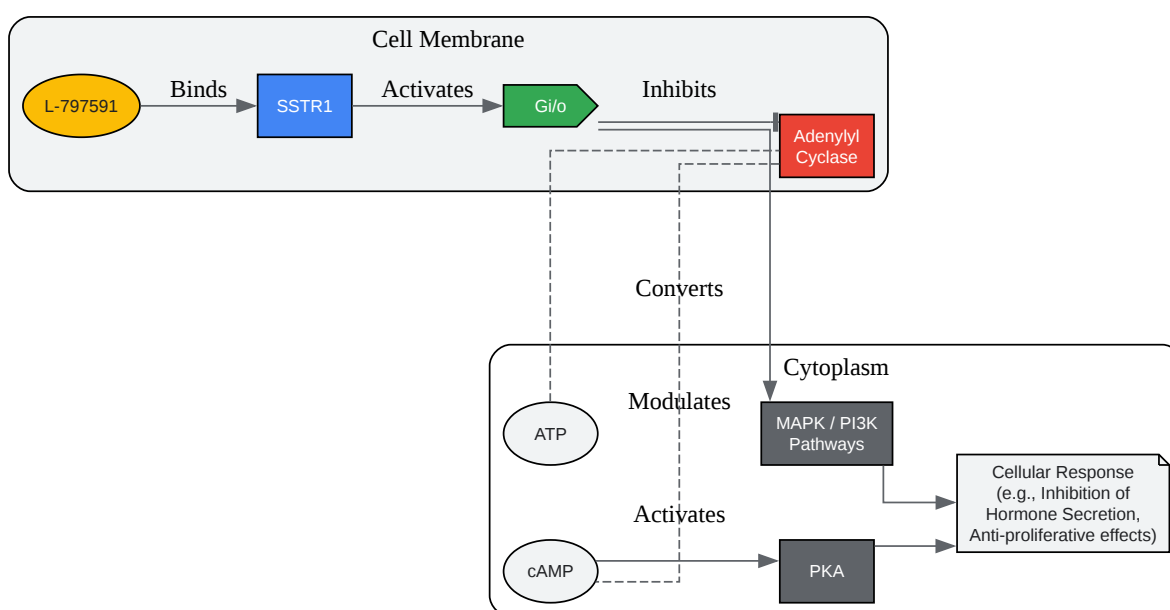 Cell Membrane
L-797591
Binds
SSTR1
Activates
Gi/o
Inhibits
Adenylyl
Cyclase
Converts
Cytoplasm
Modulates
ATP
MAPK / PI3K
Pathways
Cellular Response
(e.g., Inhibition of
Hormone Secretion,
Anti-proliferative effects)
Activates
cAMP
PKA